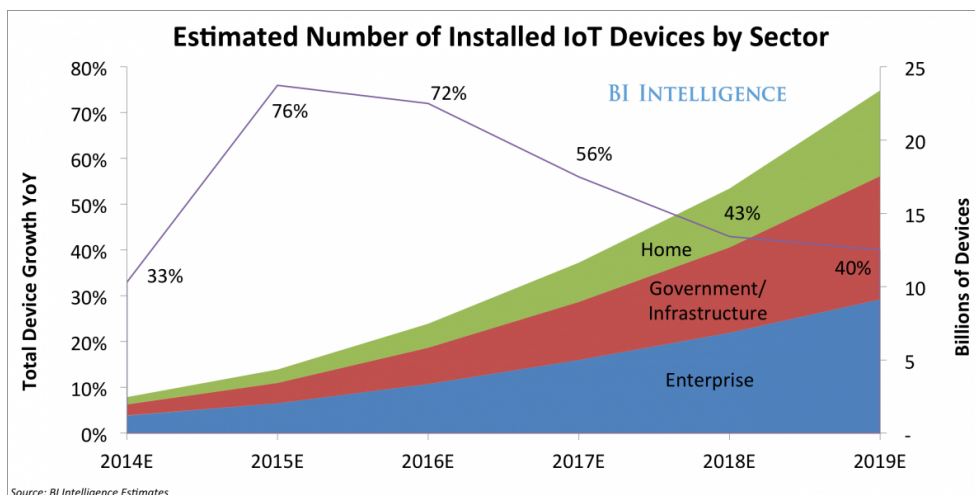 Estimated Number of Installed IoT Devices by Sector
BI INTELLIGENCE
Total Device Growth YoY
80%
70%
60%
50%
40%
30%
20%
10%
0%
33%
76%
72%
56%
43%
40%
Home
Government/
Infrastructure
Enterprise
25
20
15
10
5
-
Billions of Devices
2014E 2015E 2016E 2017E 2018E 2019E
Source: BI Intelligence Estimates